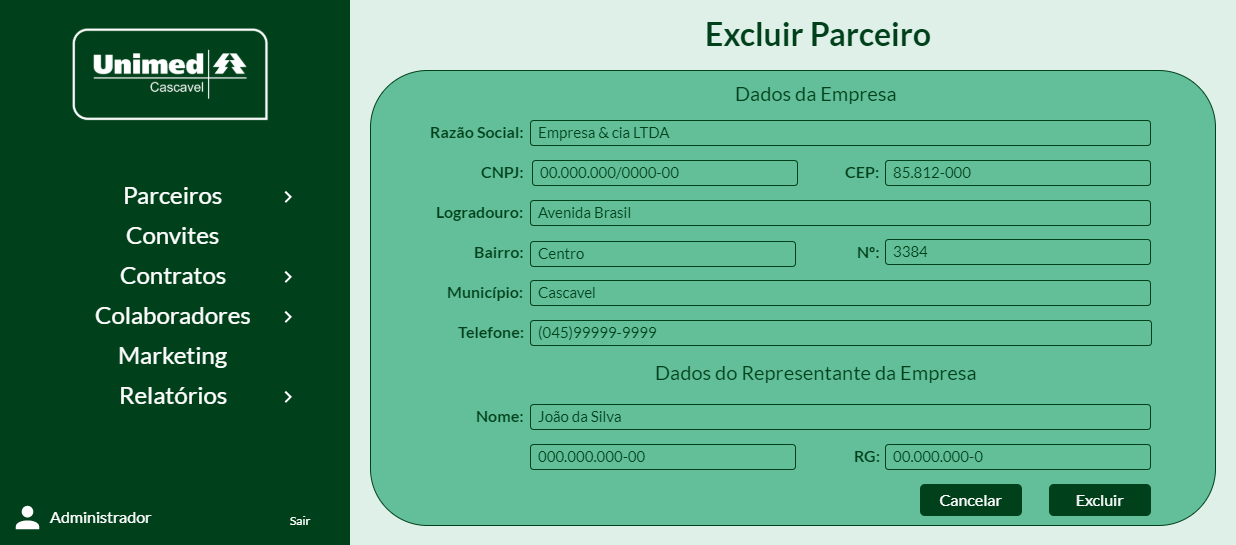 Unimed
Cascavel
Parceiros
Convites
Contratos
Colaboradores
Marketing
Relatórios
Administrador
Sair
Excluir Parceiro
Dados da Empresa
Razão Social: Empresa & cia LTDA
CNPJ: 00.000.000/0000-00 CEP: 85.812-000
Logradouro: Avenida Brasil
Bairro: Centro Nº: 3384
Município: Cascavel
Telefone: (045)99999-9999
Dados do Representante da Empresa
Nome: João da Silva
000.000.000-00 RG: 00.000.000-0
Cancelar Excluir